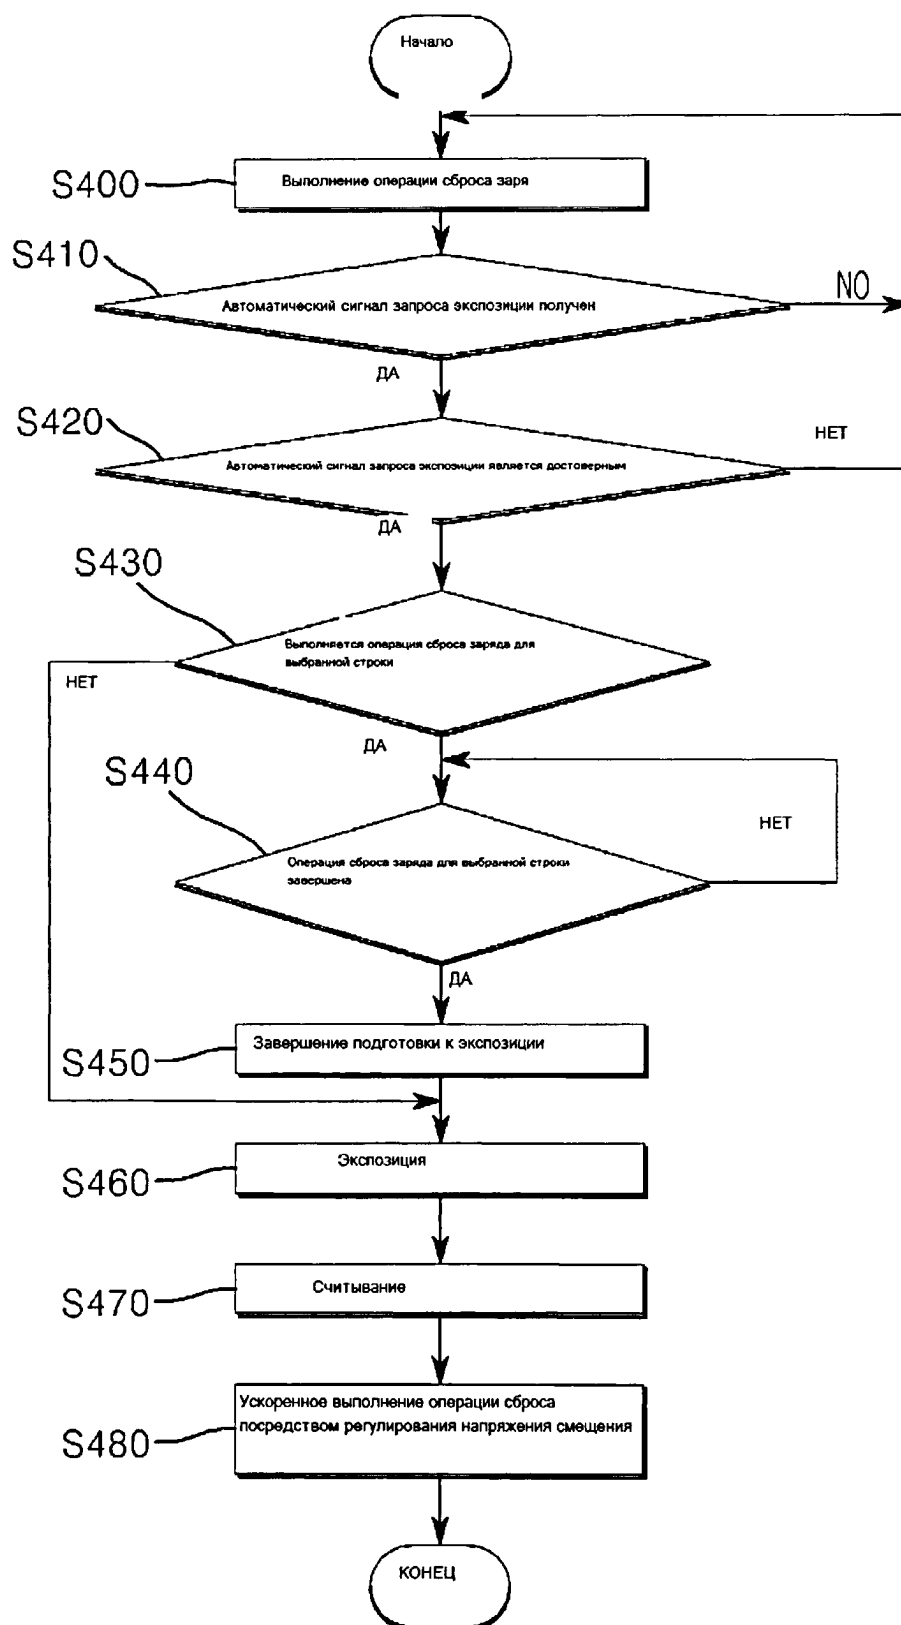 Начало
S400
Выполнение операции сброса заря
S410
Автоматический сигнал запроса экспозиции получен
NO
ДА
S420
НЕТ
Автоматический сигнал запроса экспозиции является достоверным
ДА
S430
Выполняется операция сброса заряда для
выбранной строки
НЕТ
ДА
S440
НЕТ
Операция сброса заряда для выбранной строки
завершена
ДА
S450
Завершение подготовки к экспозиции
S460
Экспозиция
S470
Считывание
S480
Ускоренное выполнение операции сброса
посредством регулирования напряжения смещения
КОНЕЦ